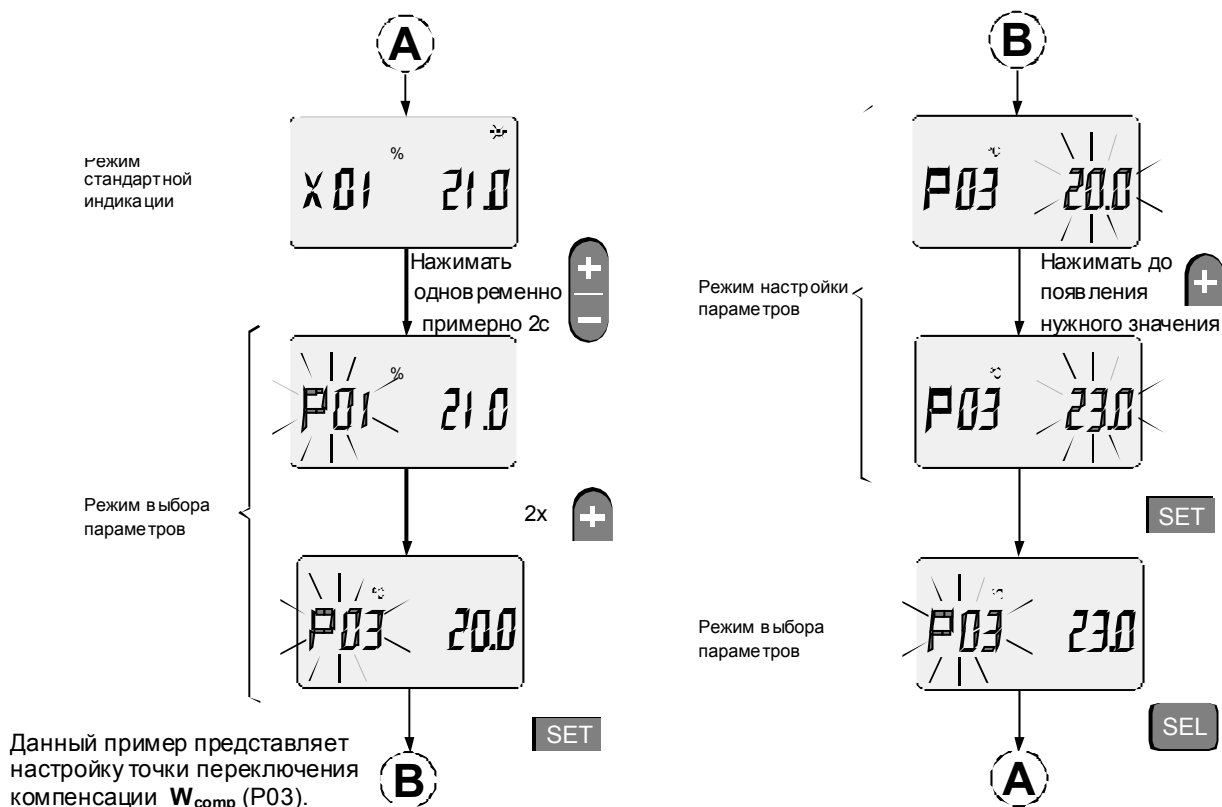 A
Режим
стандартной
индикации
%
X01 21.0
Нажимать
одновременно
примерно 2с
+
−
%
P01 21.0
Режим выбора
параметров
2x +
°C
P03 20.0
SET
Данный пример представляет
настройку точки переключения
компенсации Wcomp (P03).
B
B
°C
P03 20.0
Режим настройки
параметров
Нажимать до
появления
нужного значения
+
°C
P03 23.0
SET
Режим выбора
параметров
°C
P03 23.0
SEL
A